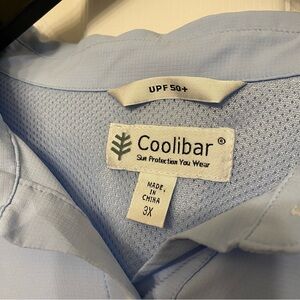 UPF 50+
Coolibar®
Sun Protection You Wear
MADE
IN
CHINA
3X